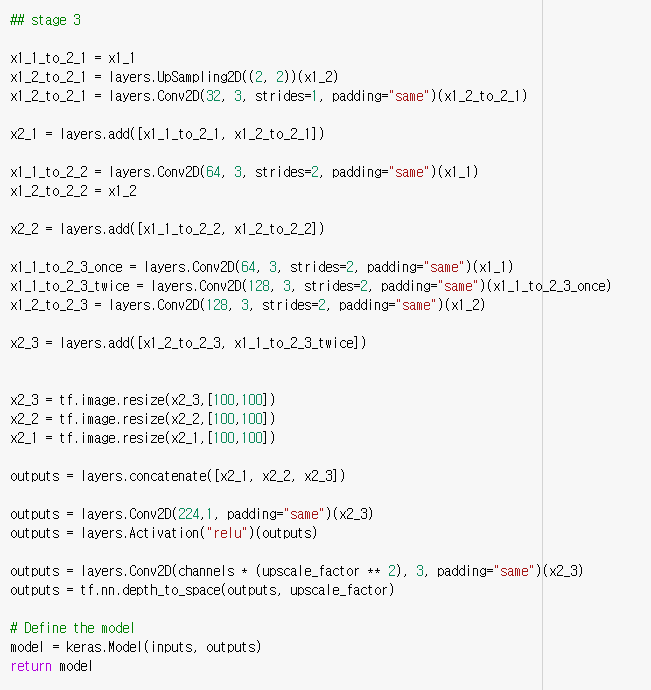 ## stage 3
x1_1_to_2_1 = x1_1
x1_2_to_2_1 = layers.UpSampling2D((2, 2))(x1_2)
x1_2_to_2_1 = layers.Conv2D(32, 3, strides=1, padding="same")(x1_2_to_2_1)
x2_1 = layers.add([x1_1_to_2_1, x1_2_to_2_1])
x1_1_to_2_2 = layers.Conv2D(64, 3, strides=2, padding="same")(x1_1)
x1_2_to_2_2 = x1_2
x2_2 = layers.add([x1_1_to_2_2, x1_2_to_2_2])
x1_1_to_2_3_once = layers.Conv2D(64, 3, strides=2, padding="same")(x1_1)
x1_1_to_2_3_twice = layers.Conv2D(128, 3, strides=2, padding="same")(x1_1_to_2_3_once)
x1_2_to_2_3 = layers.Conv2D(128, 3, strides=2, padding="same")(x1_2)
x2_3 = layers.add([x1_2_to_2_3, x1_1_to_2_3_twice])
x2_3 = tf.image.resize(x2_3,[100,100])
x2_2 = tf.image.resize(x2_2,[100,100])
x2_1 = tf.image.resize(x2_1,[100,100])
outputs = layers.concatenate([x2_1, x2_2, x2_3])
outputs = layers.Conv2D(224,1, padding="same")(x2_3)
outputs = layers.Activation("relu")(outputs)
outputs = layers.Conv2D(channels * (upscale_factor ** 2), 3, padding="same")(x2_3)
outputs = tf.nn.depth_to_space(outputs, upscale_factor)
# Define the model
model = keras.Model(inputs, outputs)
return model